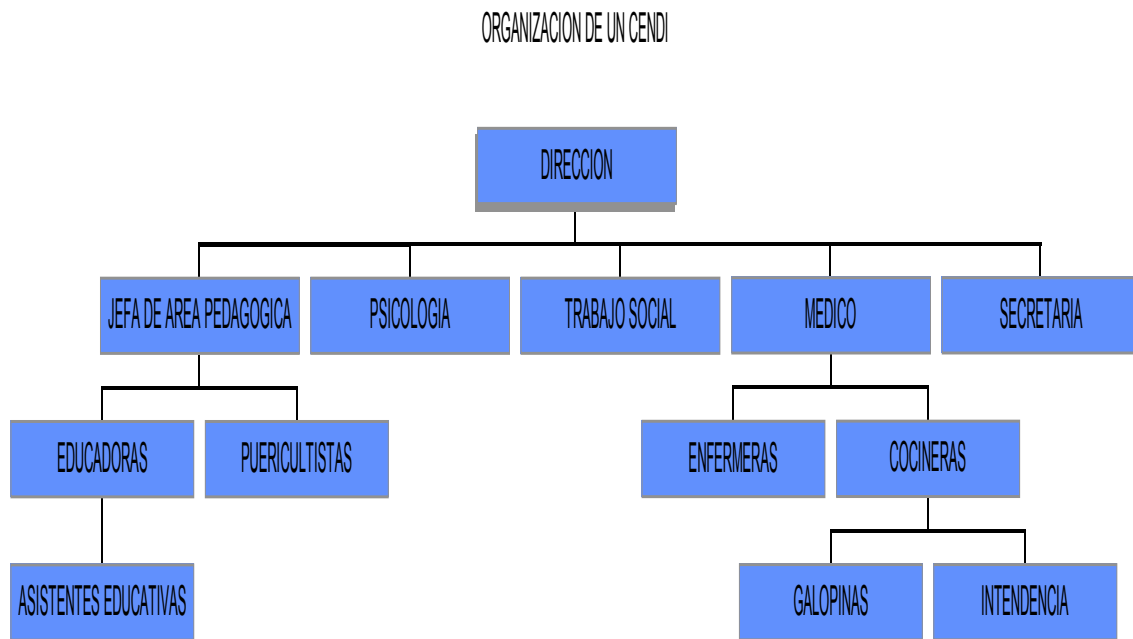 ORGANIZACION DE UN CENDI
DIRECCION
JEFA DE AREA PEDAGOGICA
PSICOLOGIA
TRABAJO SOCIAL
MEDICO
SECRETARIA
EDUCADORAS
PUERICULTISTAS
ENFERMERAS
COCINERAS
ASISTENTES EDUCATIVAS
GALOPINAS
INTENDENCIA